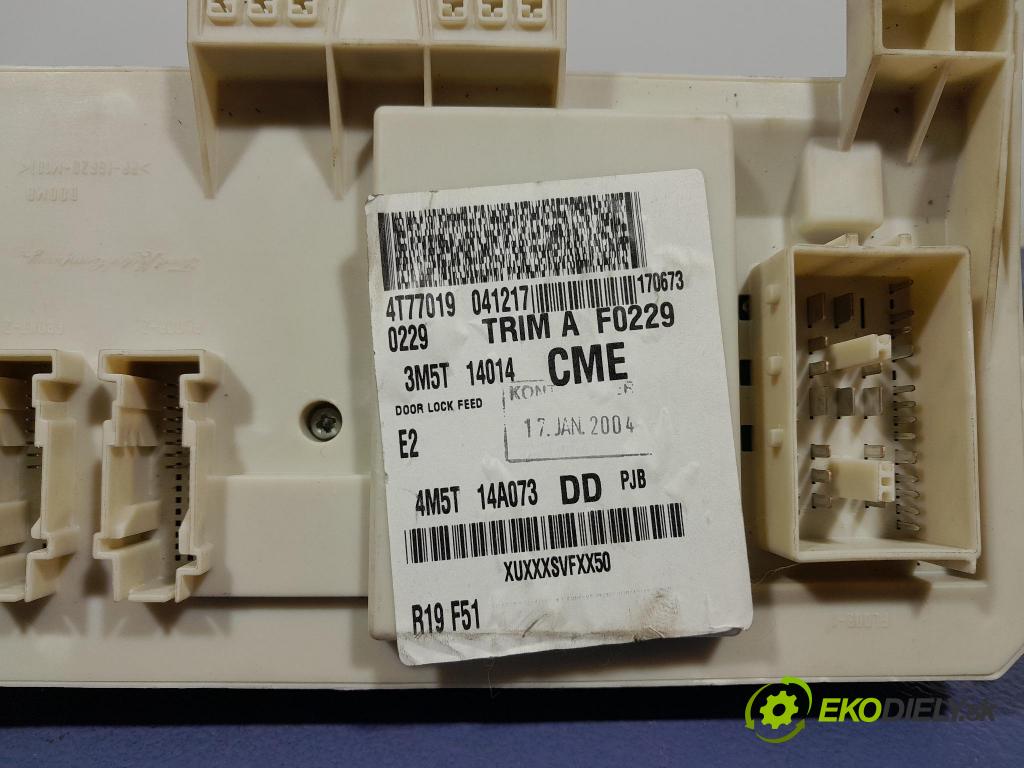 4T77019 041217 170673
0229 TRIM A F0229
3M5T 14014 CME
DOOR LOCK FEED
17. JAN. 2004
E2
4M5T 14A073 DD PJB
XUXXXSVFXX50
R19 F51
EKODIELY.sk